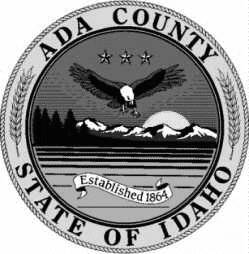 ADA COUNTY
Established 1864
STATE OF IDAHO